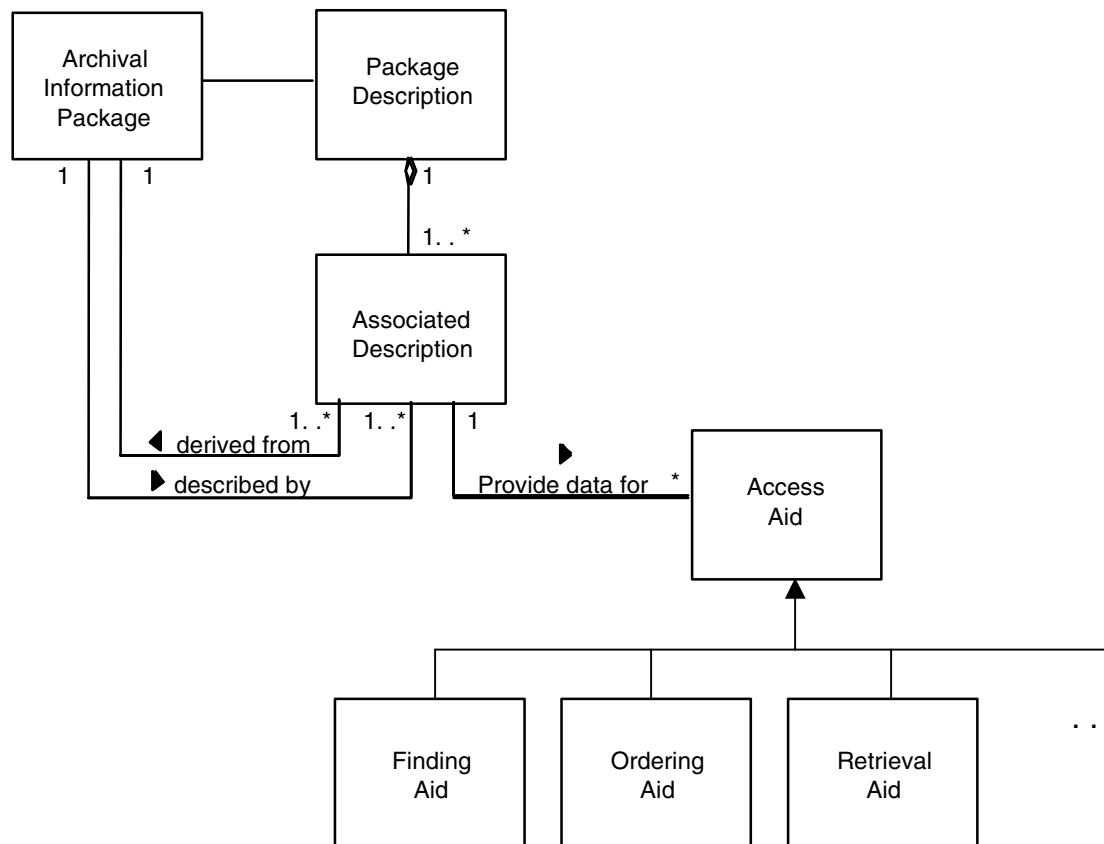 Archival
Information
Package
Package
Description
1
1
1
1. . *
Associated
Description
1. .*
1. .*
1
derived from
described by
Provide data for *
Access
Aid
Finding
Aid
Ordering
Aid
Retrieval
Aid
. .